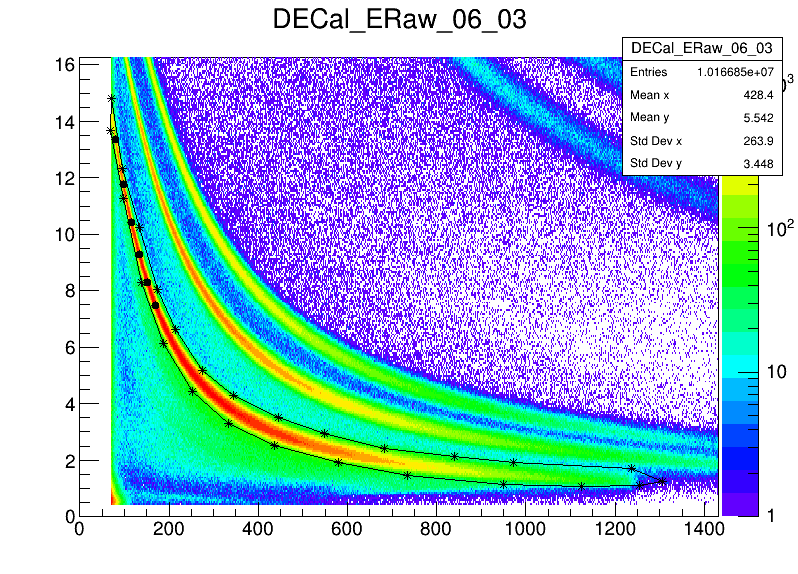 DECal_ERaw_06_03
DECal_ERaw_06_03
Entries 1.016685e+07
Mean x 428.4
Mean y 5.542
Std Dev x 263.9
Std Dev y 3.448
16
14
12
10
8
6
4
2
0
0 200 400 600 800 1000 1200 1400
10²
10
1